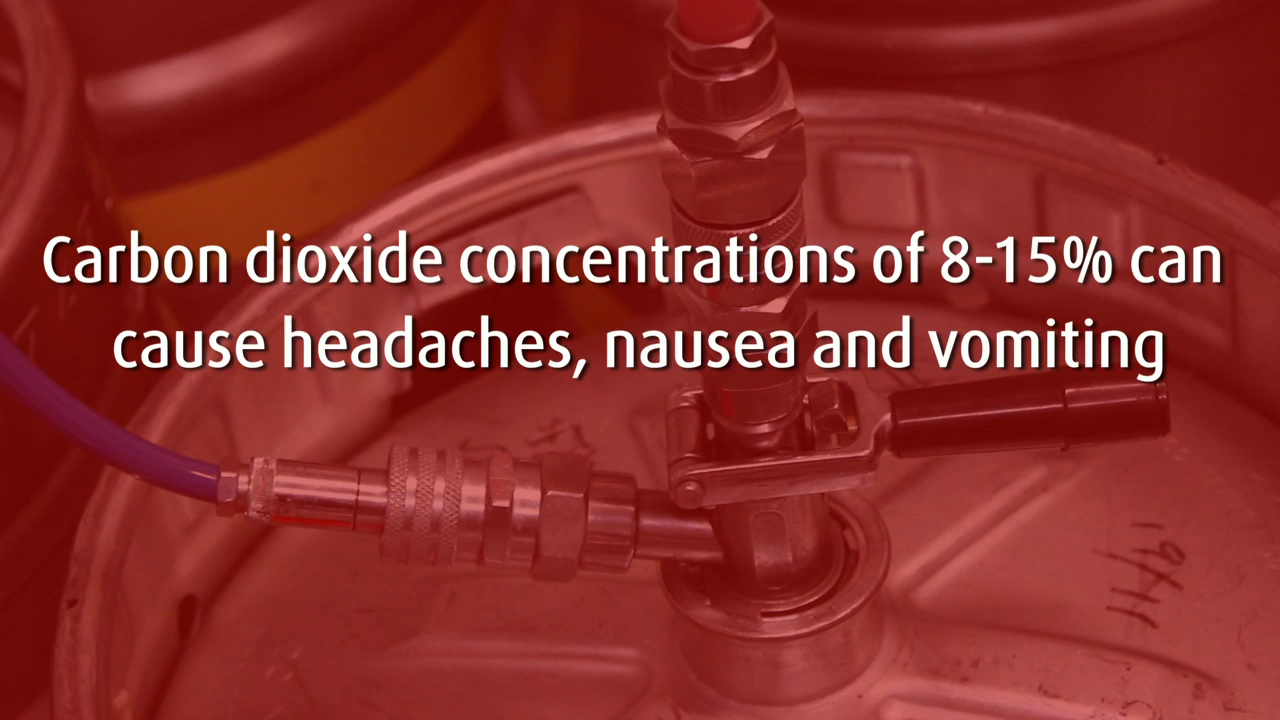 Carbon dioxide concentrations of 8-15% can
cause headaches, nausea and vomiting